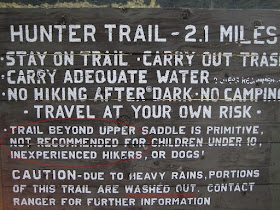 HUNTER TRAIL - 2.1 MILES
·STAY ON TRAIL ·CARRY OUT TRAS
·CARRY ADEQUATE WATER
·NO HIKING AFTER DARK·NO CAMPIN
·TRAVEL AT YOUR OWN RISK·
·TRAIL BEYOND UPPER SADDLE IS PRIMITIVE,
NOT RECOMMENDED FOR CHILDREN UNDER 10,
INEXPERIENCED HIKERS, OR DOGS!
CAUTION-DUE TO HEAVY RAINS, PORTIONS
OF THIS TRAIL ARE WASHED OUT. CONTACT
RANGER FOR FURTHER INFORMATION